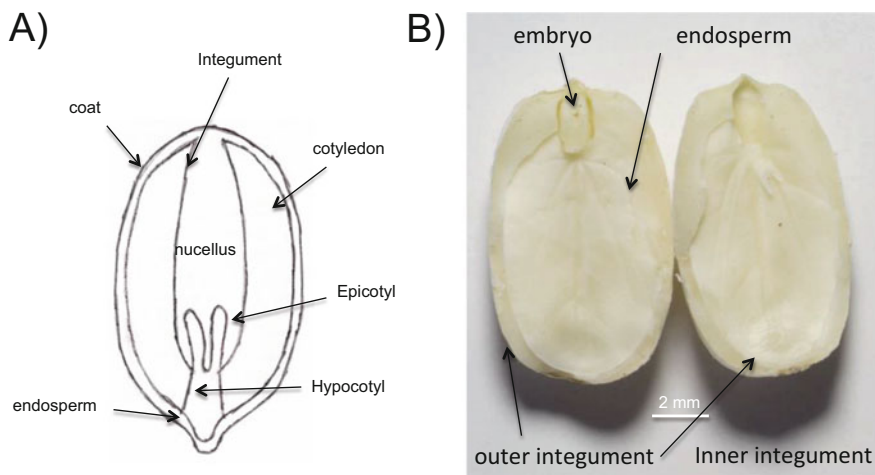 A)
Integument
coat
cotyledon
nucellus
Epicotyl
Hypocotyl
endosperm
B)
embryo
endosperm
2 mm
outer integument
Inner integument